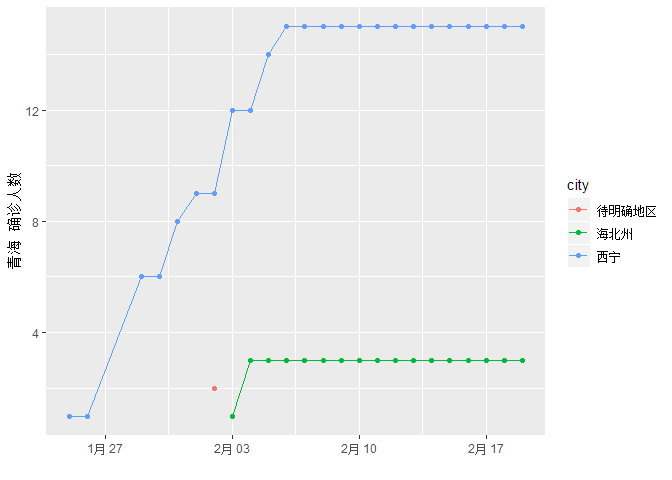 青海 确诊人数
12
8
4
1月 27
2月 03
2月 10
2月 17
city
待明确地区
海北州
西宁